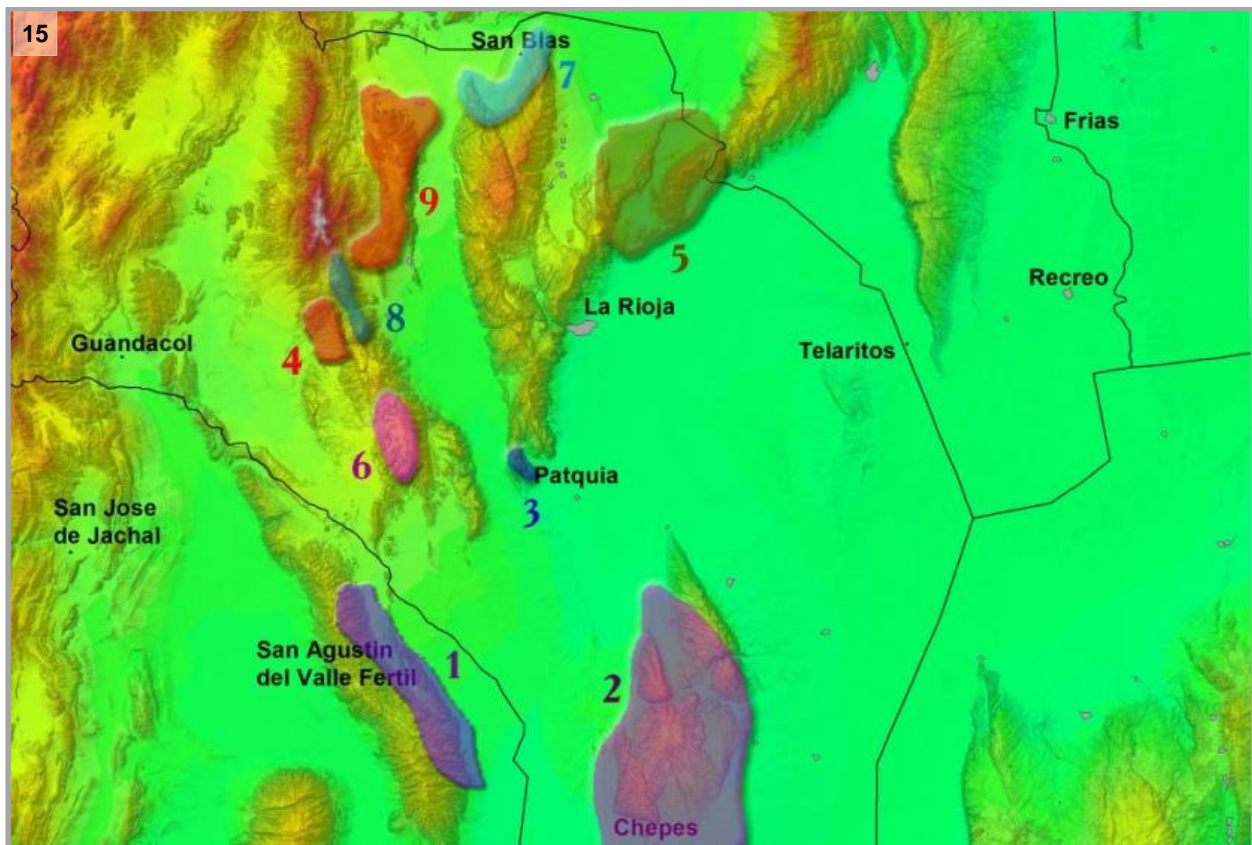 15
San Blas
7
Frias
9
5
Recreo
La Rioja
8
Guandacol
4
Telaritos
6
Patquia
3
San Jose
de Jachal
San Agustin
del Valle Fertil
1
2
Chepes